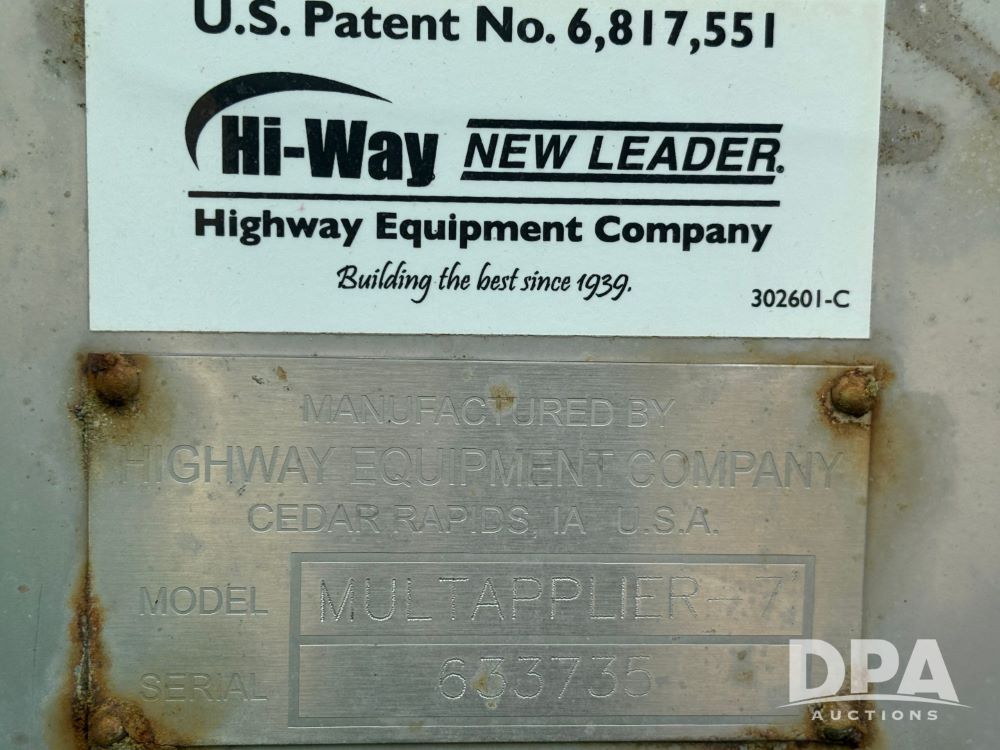 U.S. Patent No. 6,817,551
Hi-Way NEW LEADER®
Highway Equipment Company
Building the best since 1939.
302601-C
MANUFACTURED BY
HIGHWAY EQUIPMENT COMPANY
CEDAR RAPIDS, IA U.S.A.
MODEL MULTAPPLIER-7'
SERIAL 633735
DPA
AUCTIONS